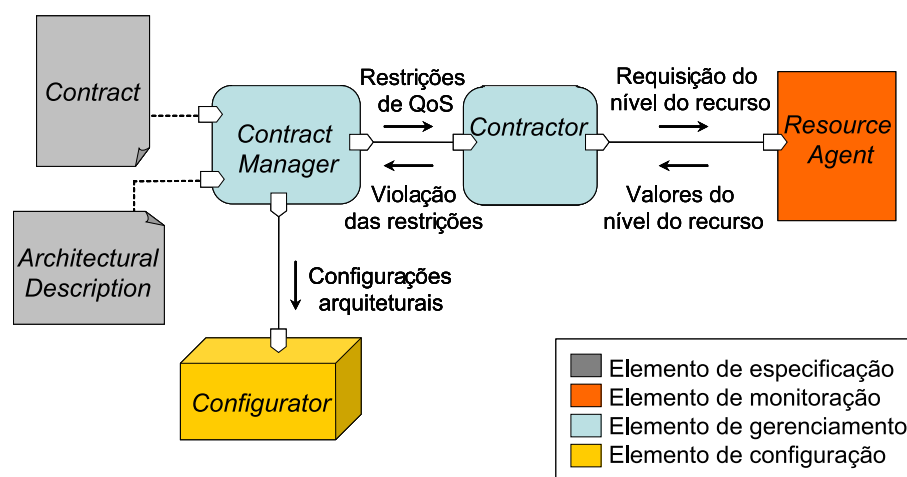 Contract
Contract
Manager
Restrições
de QoS
Contractor
Requisição do
nível do recurso
Resource
Agent
Violação
das restrições
Valores do
nível do recurso
Architectural
Description
Configurações
arquiteturais
Configurator
Elemento de especificação
Elemento de monitoração
Elemento de gerenciamento
Elemento de configuração